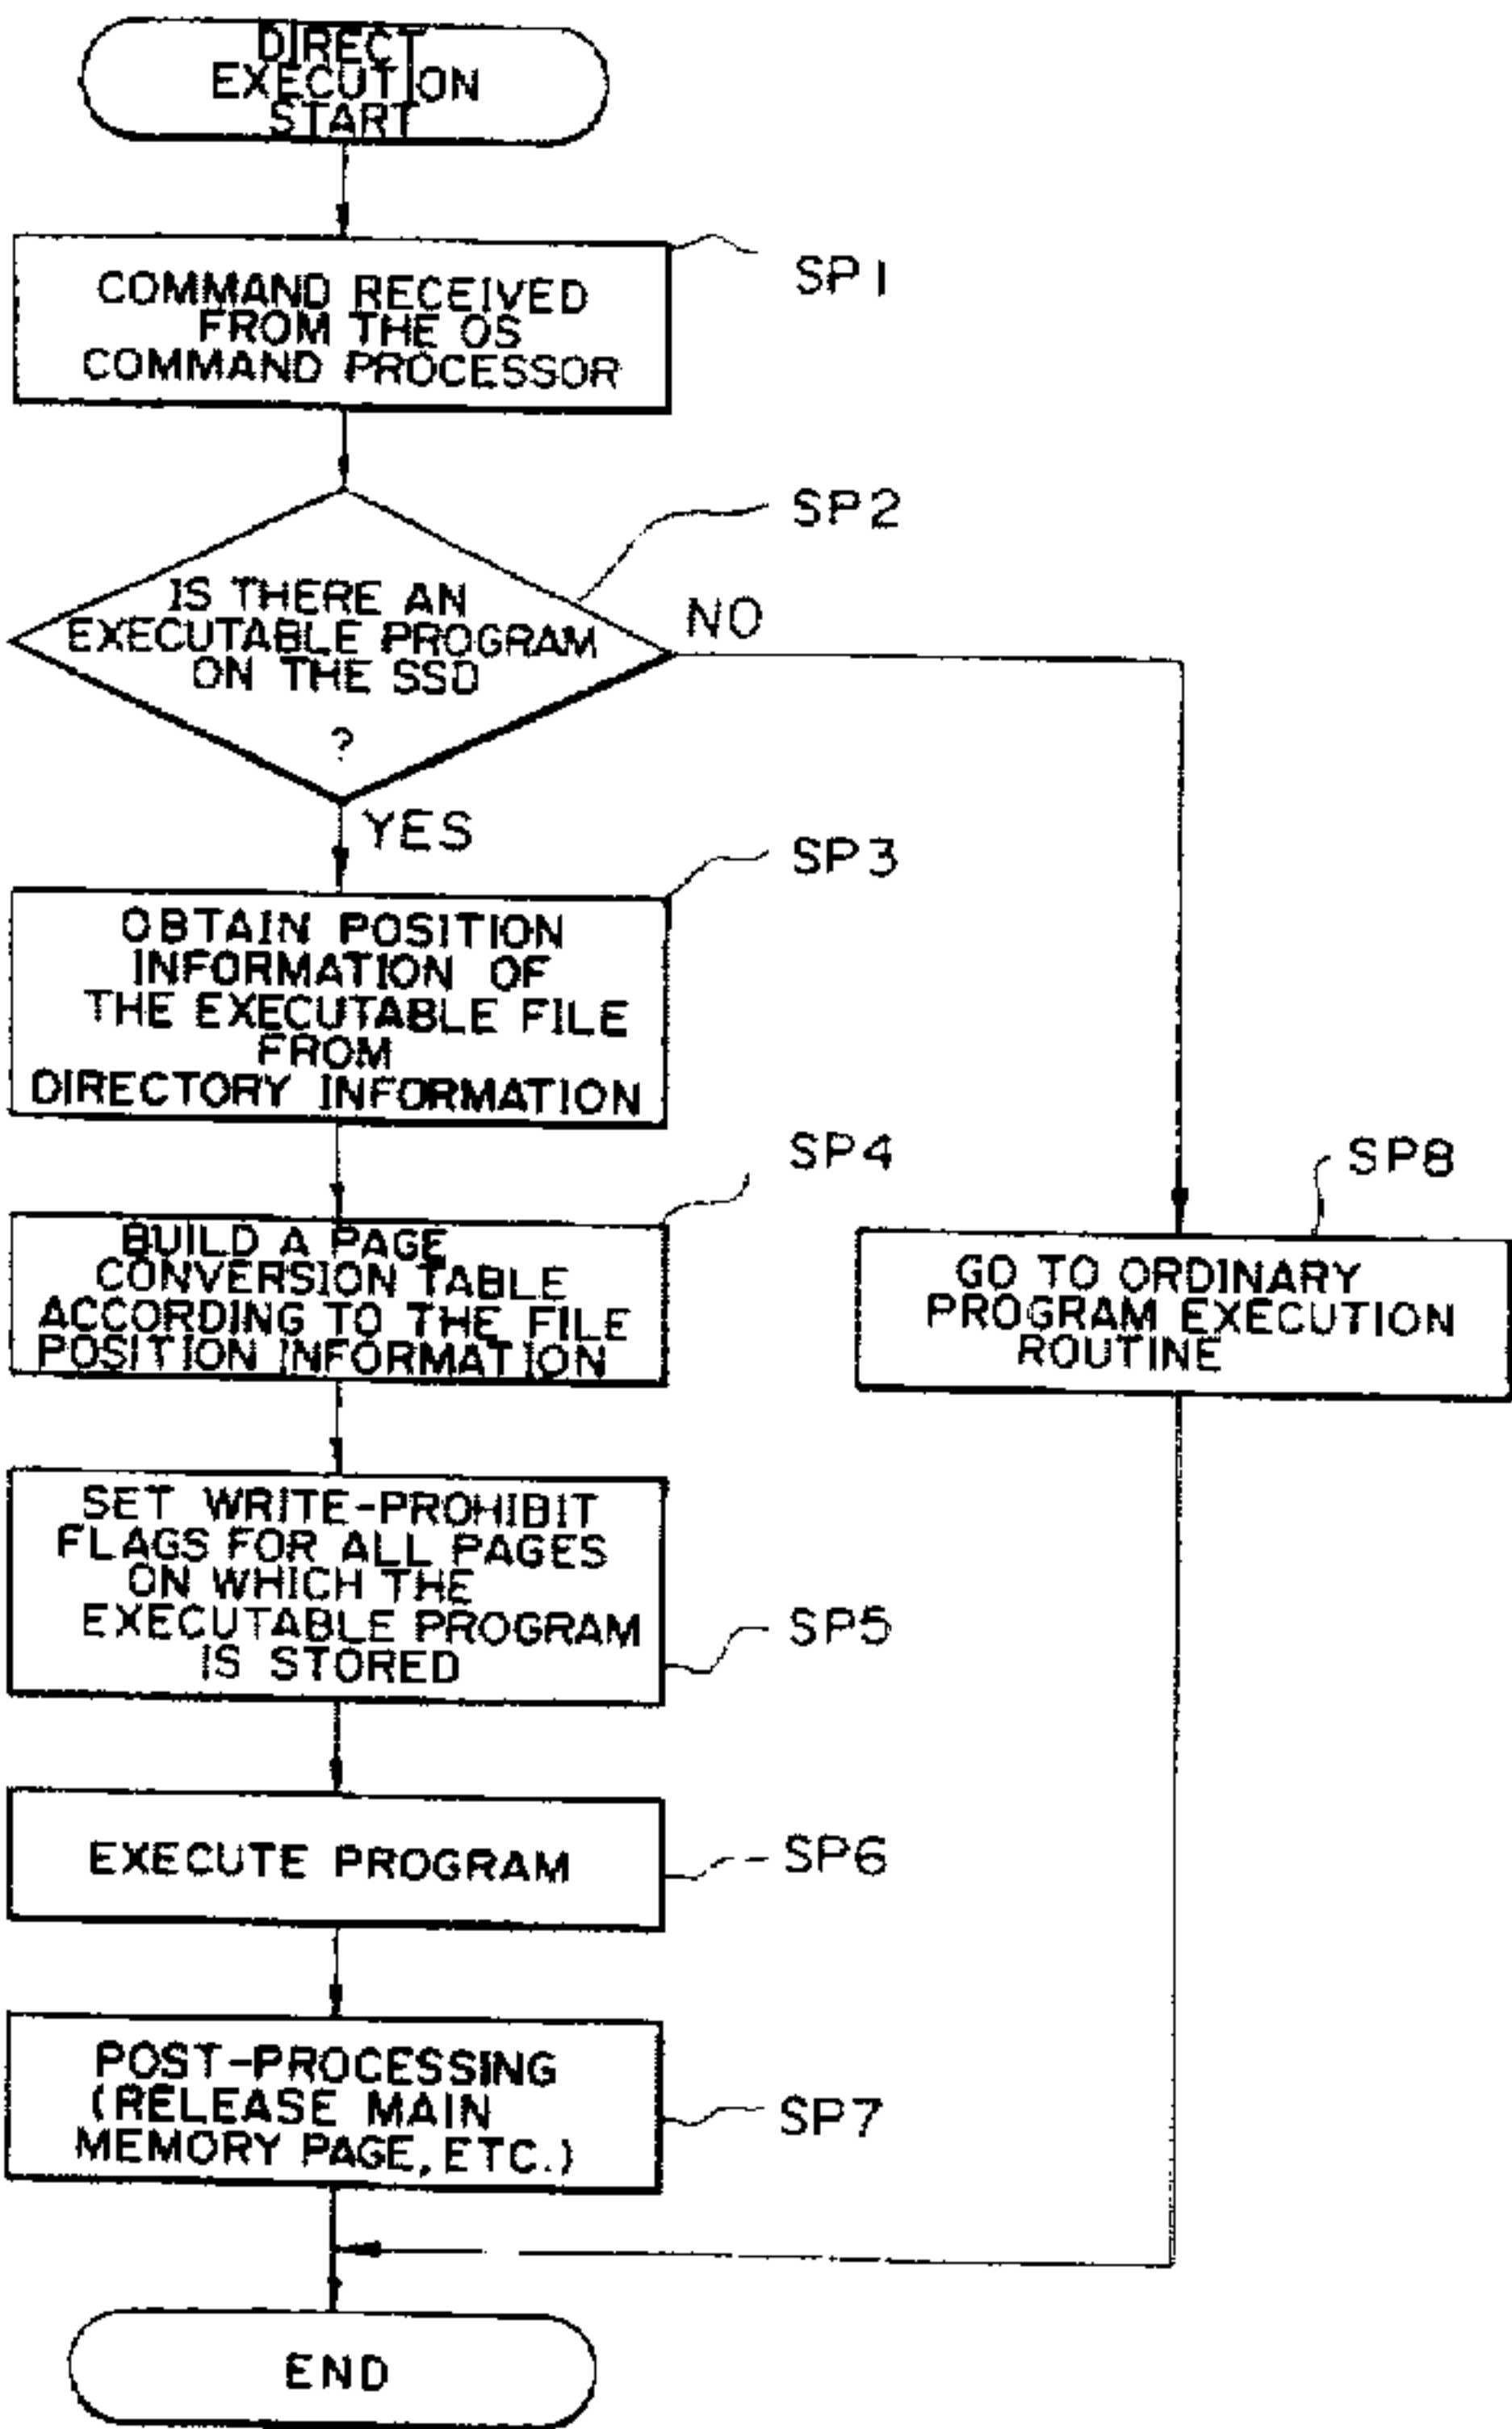 DIRECT
EXECUTION
START
COMMAND RECEIVED
FROM THE OS
COMMAND PROCESSOR
SP1
IS THERE AN
EXECUTABLE PROGRAM
ON THE SSD
?
SP2
NO
YES
OBTAIN POSITION
INFORMATION OF
THE EXECUTABLE FILE
FROM
DIRECTORY INFORMATION
SP3
BUILD A PAGE
CONVERSION TABLE
ACCORDING TO THE FILE
POSITION INFORMATION
SP4
GO TO ORDINARY
PROGRAM EXECUTION
ROUTINE
SP8
SET WRITE-PROHIBIT
FLAGS FOR ALL PAGES
ON WHICH THE
EXECUTABLE PROGRAM
IS STORED
SP5
EXECUTE PROGRAM
SP6
POST-PROCESSING
(RELEASE MAIN
MEMORY PAGE, ETC.)
SP7
END